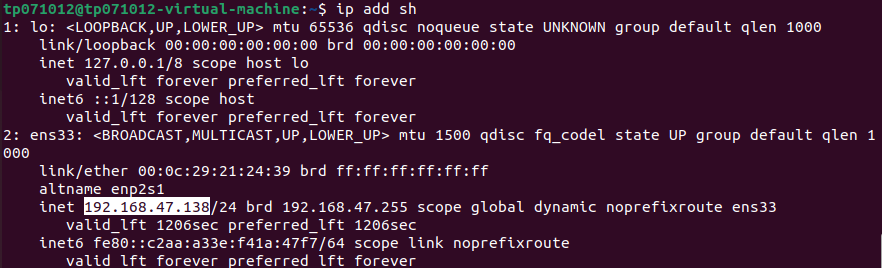 tp071012@tp071012-virtual-machine:~$ ip add sh
1: lo: <LOOPBACK,UP,LOWER_UP> mtu 65536 qdisc noqueue state UNKNOWN group default qlen 1000
    link/loopback 00:00:00:00:00:00 brd 00:00:00:00:00:00
    inet 127.0.0.1/8 scope host lo
       valid_lft forever preferred_lft forever
    inet6 ::1/128 scope host
       valid_lft forever preferred_lft forever
2: ens33: <BROADCAST,MULTICAST,UP,LOWER_UP> mtu 1500 qdisc fq_codel state UP group default qlen 1
000
    link/ether 00:0c:29:21:24:39 brd ff:ff:ff:ff:ff:ff
    altname enp2s1
    inet 192.168.47.138/24 brd 192.168.47.255 scope global dynamic noprefixroute ens33
       valid_lft 1206sec preferred_lft 1206sec
    inet6 fe80::c2aa:a33e:f41a:47f7/64 scope link noprefixroute
       valid_lft forever preferred_lft forever